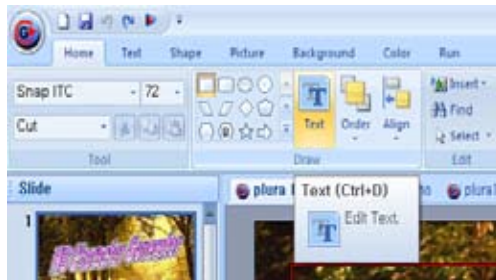 Home Text Shape Picture Background Color Run
Snap ITC 72
Cut
Text Order Align
Insert
Find
Select
Tool Draw Edit
Slide
plura
plura
Text (Ctrl+D)
Edit Text.
1